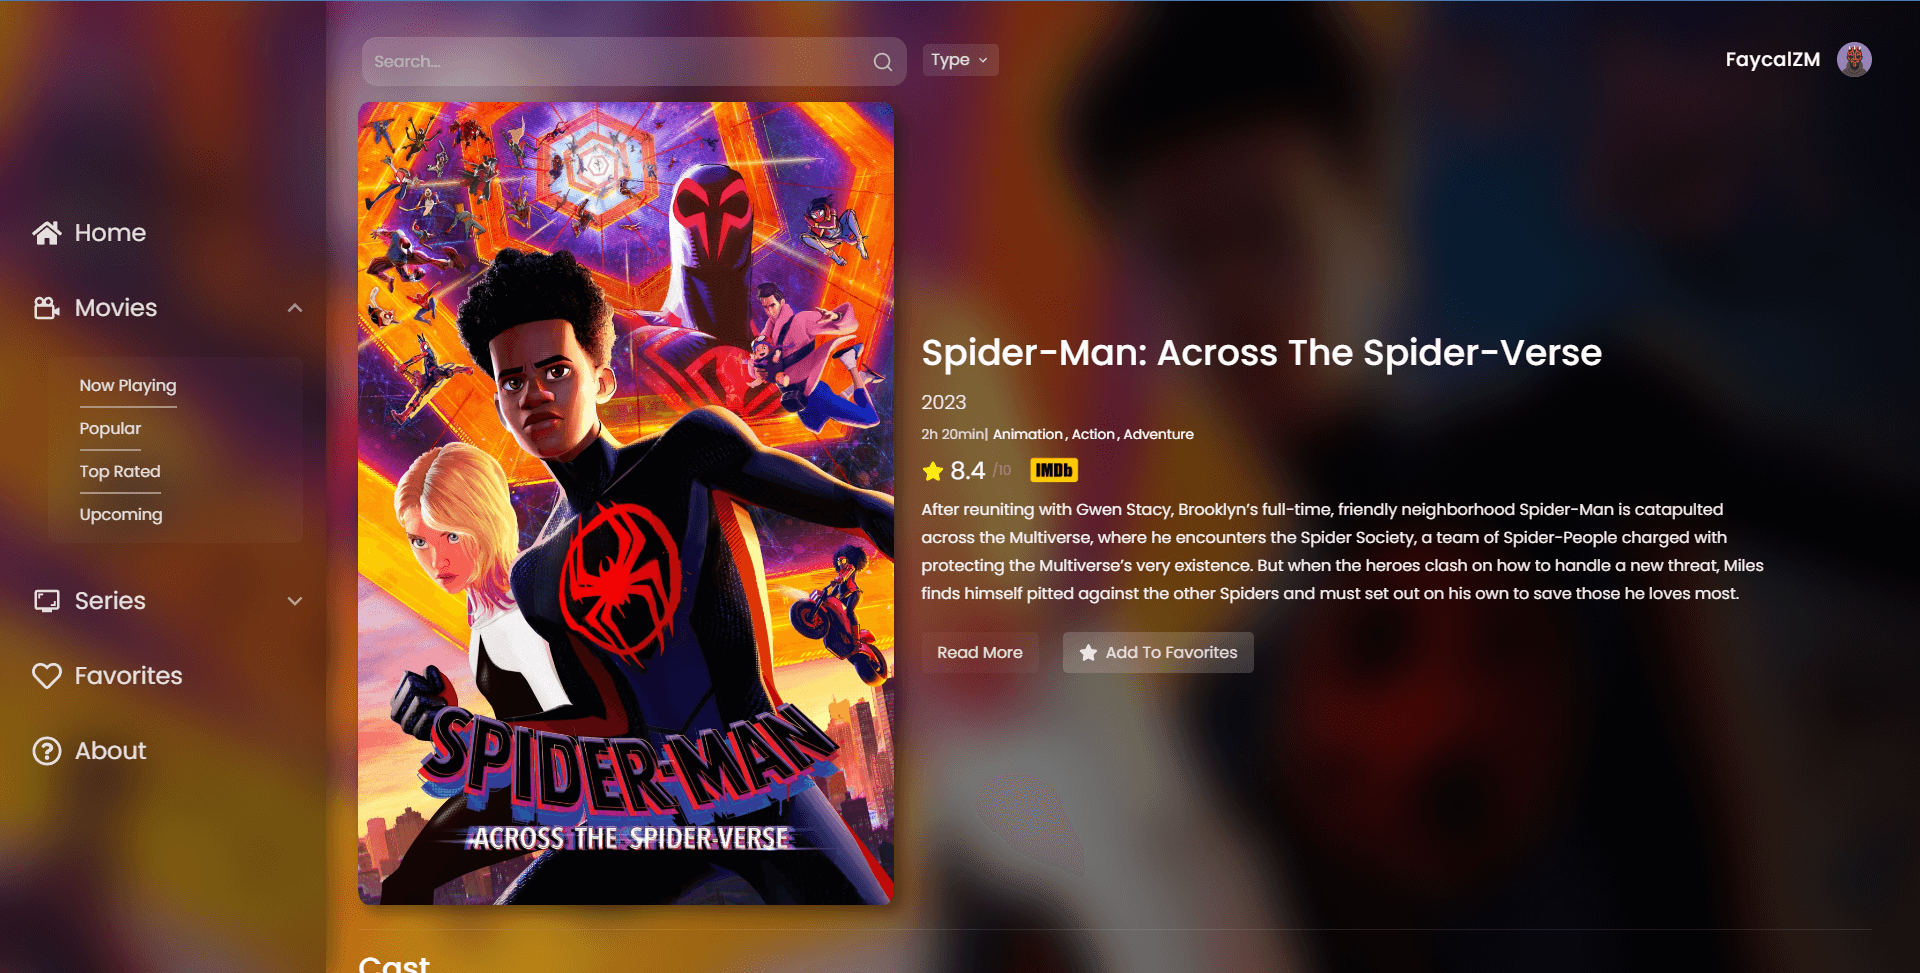 Search...
Type
FaycalZM
Home
Movies
Now Playing
Popular
Top Rated
Upcoming
Series
Favorites
About
SPIDER-MAN
ACROSS THE SPIDER-VERSE
Spider-Man: Across The Spider-Verse
2023
2h 20min| Animation , Action , Adventure
8.4 /10 IMDb
After reuniting with Gwen Stacy, Brooklyn’s full-time, friendly neighborhood Spider-Man is catapulted
across the Multiverse, where he encounters the Spider Society, a team of Spider-People charged with
protecting the Multiverse’s very existence. But when the heroes clash on how to handle a new threat, Miles
finds himself pitted against the other Spiders and must set out on his own to save those he loves most.
Read More
Add To Favorites
Cast